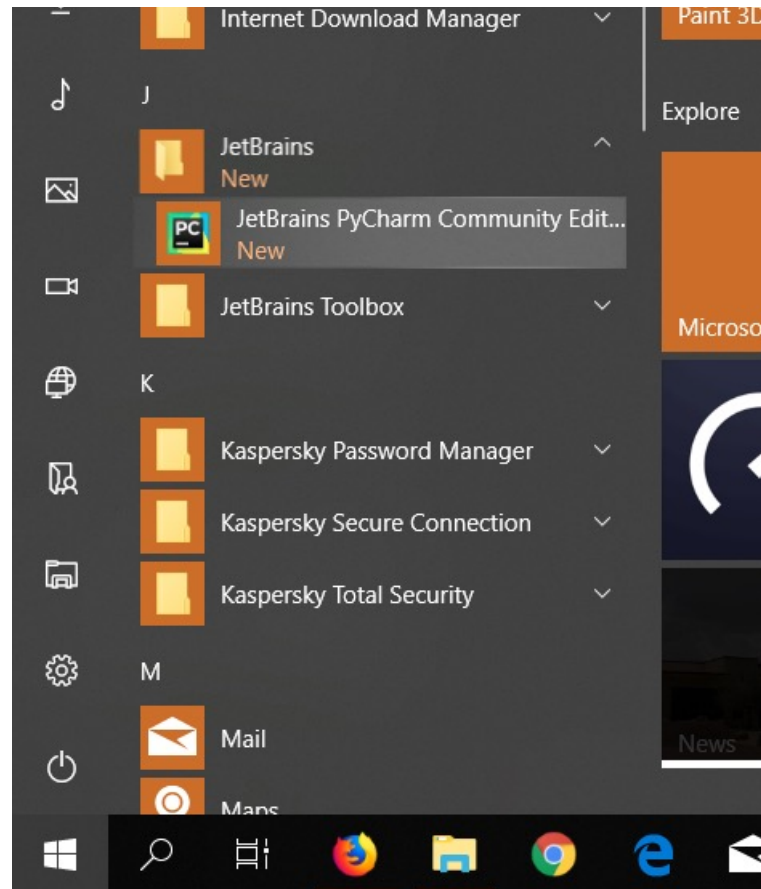 Internet Download Manager
J
JetBrains
New
PC
JetBrains PyCharm Community Edit...
New
JetBrains Toolbox
K
Kaspersky Password Manager
Kaspersky Secure Connection
Kaspersky Total Security
M
Mail
Maps
Paint 3D
Explore
Microso
News